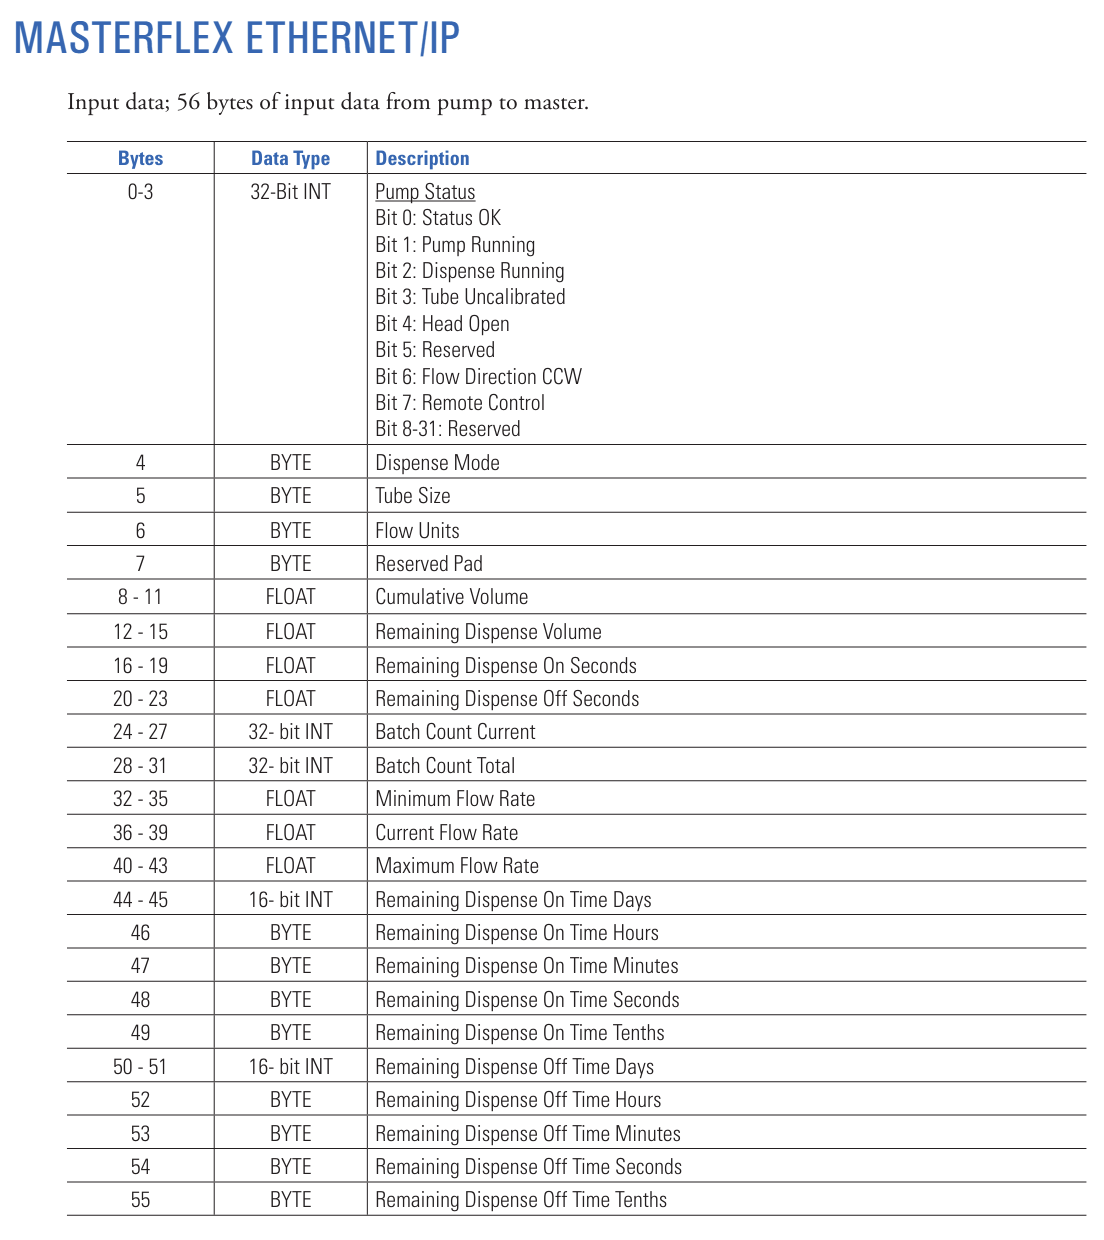 MASTERFLEX ETHERNET/IP
Input data; 56 bytes of input data from pump to master.
Bytes Data Type Description
0-3 32-Bit INT Pump Status
Bit 0: Status OK
Bit 1: Pump Running
Bit 2: Dispense Running
Bit 3: Tube Uncalibrated
Bit 4: Head Open
Bit 5: Reserved
Bit 6: Flow Direction CCW
Bit 7: Remote Control
Bit 8-31: Reserved
4 BYTE Dispense Mode
5 BYTE Tube Size
6 BYTE Flow Units
7 BYTE Reserved Pad
8 - 11 FLOAT Cumulative Volume
12 - 15 FLOAT Remaining Dispense Volume
16 - 19 FLOAT Remaining Dispense On Seconds
20 - 23 FLOAT Remaining Dispense Off Seconds
24 - 27 32- bit INT Batch Count Current
28 - 31 32- bit INT Batch Count Total
32 - 35 FLOAT Minimum Flow Rate
36 - 39 FLOAT Current Flow Rate
40 - 43 FLOAT Maximum Flow Rate
44 - 45 16- bit INT Remaining Dispense On Time Days
46 BYTE Remaining Dispense On Time Hours
47 BYTE Remaining Dispense On Time Minutes
48 BYTE Remaining Dispense On Time Seconds
49 BYTE Remaining Dispense On Time Tenths
50 - 51 16- bit INT Remaining Dispense Off Time Days
52 BYTE Remaining Dispense Off Time Hours
53 BYTE Remaining Dispense Off Time Minutes
54 BYTE Remaining Dispense Off Time Seconds
55 BYTE Remaining Dispense Off Time Tenths